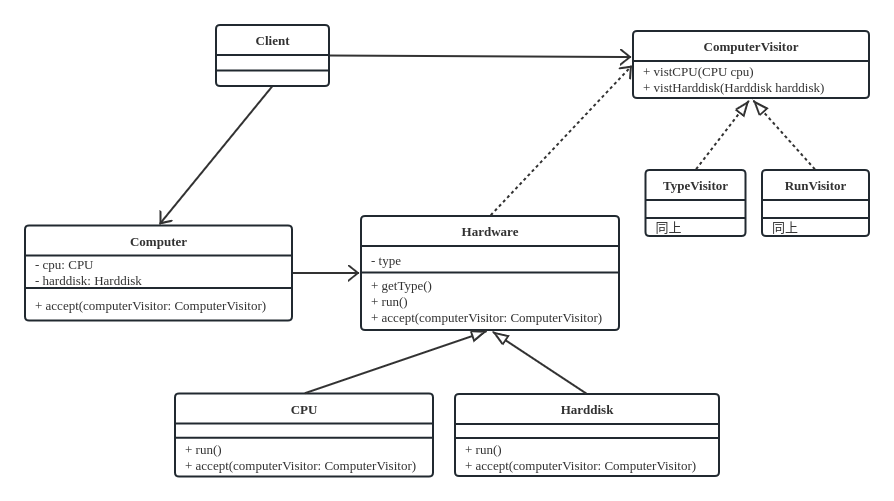 Client
ComputerVisitor
+ vistCPU(CPU cpu)
+ vistHarddisk(Harddisk harddisk)
TypeVisitor
同上
RunVisitor
同上
Computer
- cpu: CPU
- harddisk: Harddisk
+ accept(computerVisitor: ComputerVisitor)
Hardware
- type
+ getType()
+ run()
+ accept(computerVisitor: ComputerVisitor)
CPU
+ run()
+ accept(computerVisitor: ComputerVisitor)
Harddisk
+ run()
+ accept(computerVisitor: ComputerVisitor)